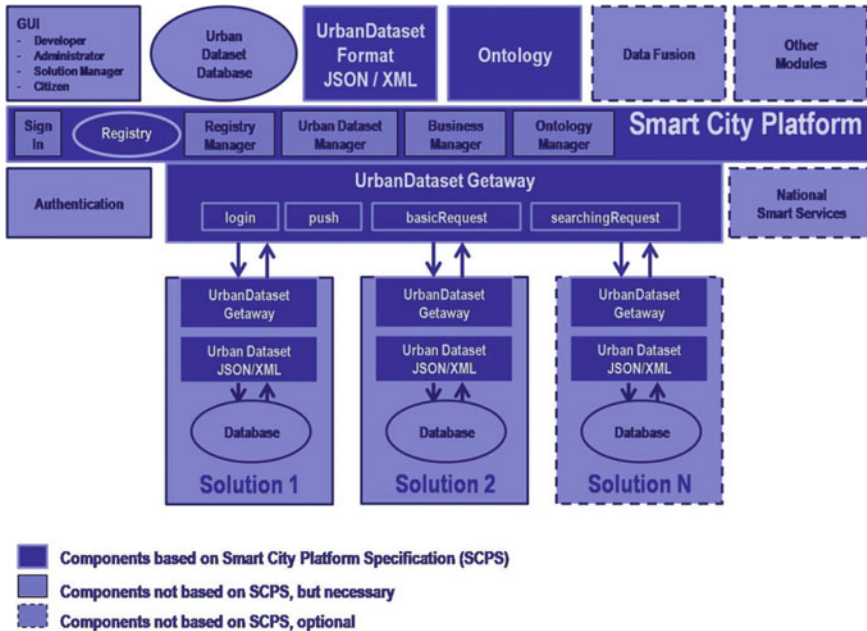 GUI
- Developer
- Administrator
- Solution Manager
- Citizen
Urban
Dataset
Database
UrbanDataset
Format
JSON / XML
Ontology
Data Fusion
Other
Modules
Sign
In
Registry
Registry
Manager
Urban Dataset
Manager
Business
Manager
Ontology
Manager
Smart City Platform
Authentication
UrbanDataset Getaway
login
push
basicRequest
searchingRequest
National
Smart Services
UrbanDataset
Getaway
Urban Dataset
JSON/XML
Database
Solution 1
UrbanDataset
Getaway
Urban Dataset
JSON/XML
Database
Solution 2
UrbanDataset
Getaway
Urban Dataset
JSON/XML
Database
Solution N
Components based on Smart City Platform Specification (SCPS)
Components not based on SCPS, but necessary
Components not based on SCPS, optional